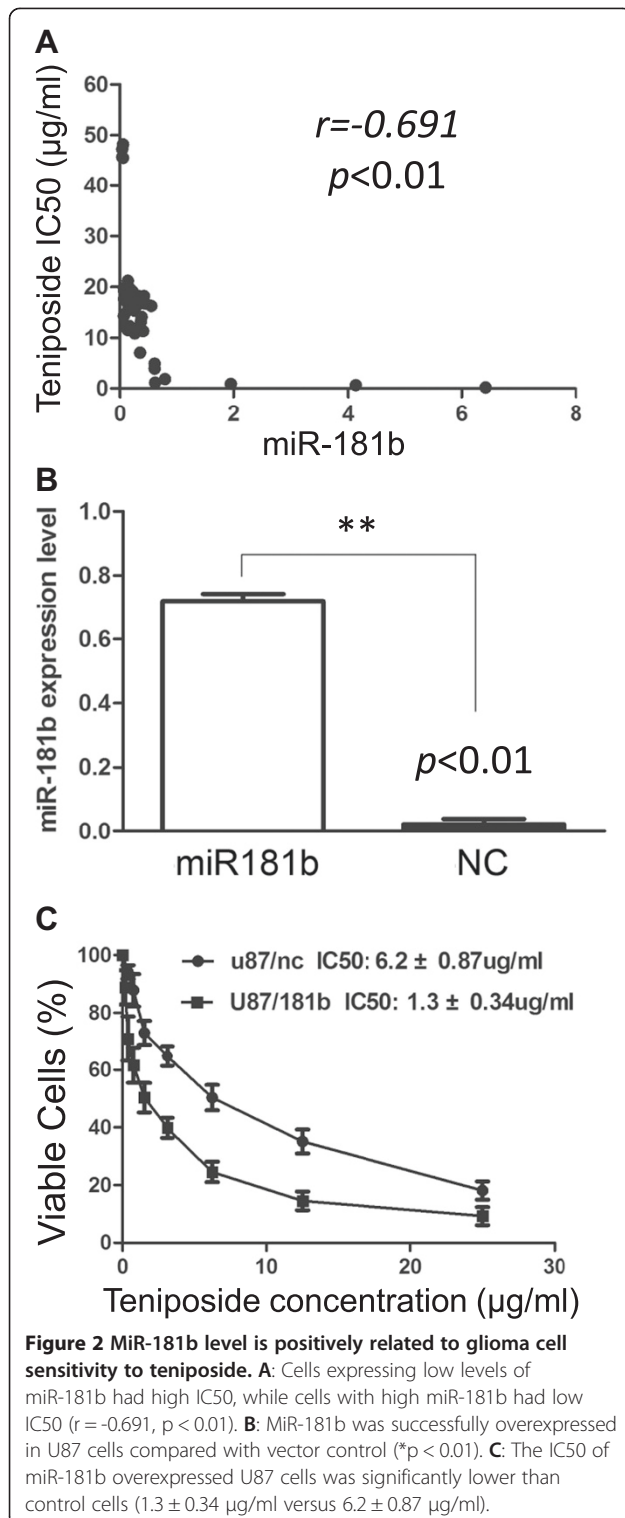 A
Teniposide IC50 (µg/ml)
60
50
40
30
20
10
0
r=-0.691
p<0.01
0 2 4 6 8
miR-181b
B
miR-181b expression level
1.0
0.8
0.6
0.4
0.2
0.0
**
p<0.01
miR181b NC
C
Viable Cells (%)
100
80
60
40
20
0
u87/nc IC50: 6.2 ± 0.87ug/ml
U87/181b IC50: 1.3 ± 0.34ug/ml
0 10 20 30
Teniposide concentration (µg/ml)
Figure 2 MiR-181b level is positively related to glioma cell
sensitivity to teniposide. A: Cells expressing low levels of
miR-181b had high IC50, while cells with high miR-181b had low
IC50 (r = -0.691, p < 0.01). B: MiR-181b was successfully overexpressed
in U87 cells compared with vector control (*p < 0.01). C: The IC50 of
miR-181b overexpressed U87 cells was significantly lower than
control cells (1.3 ± 0.34 µg/ml versus 6.2 ± 0.87 µg/ml).